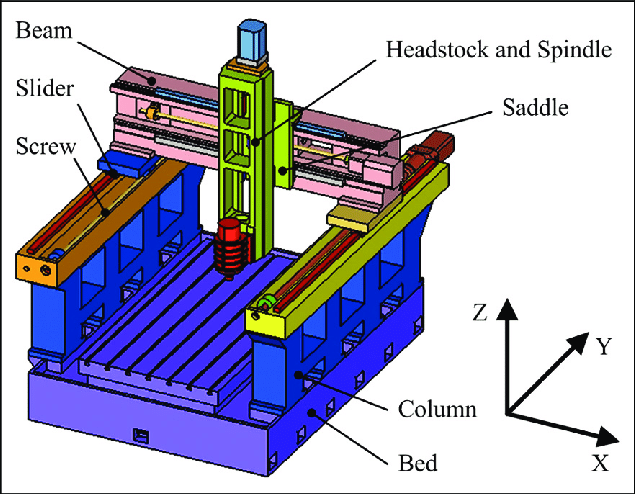 Beam
Headstock and Spindle
Slider
Saddle
Screw
Z
Y
Column
X
Bed